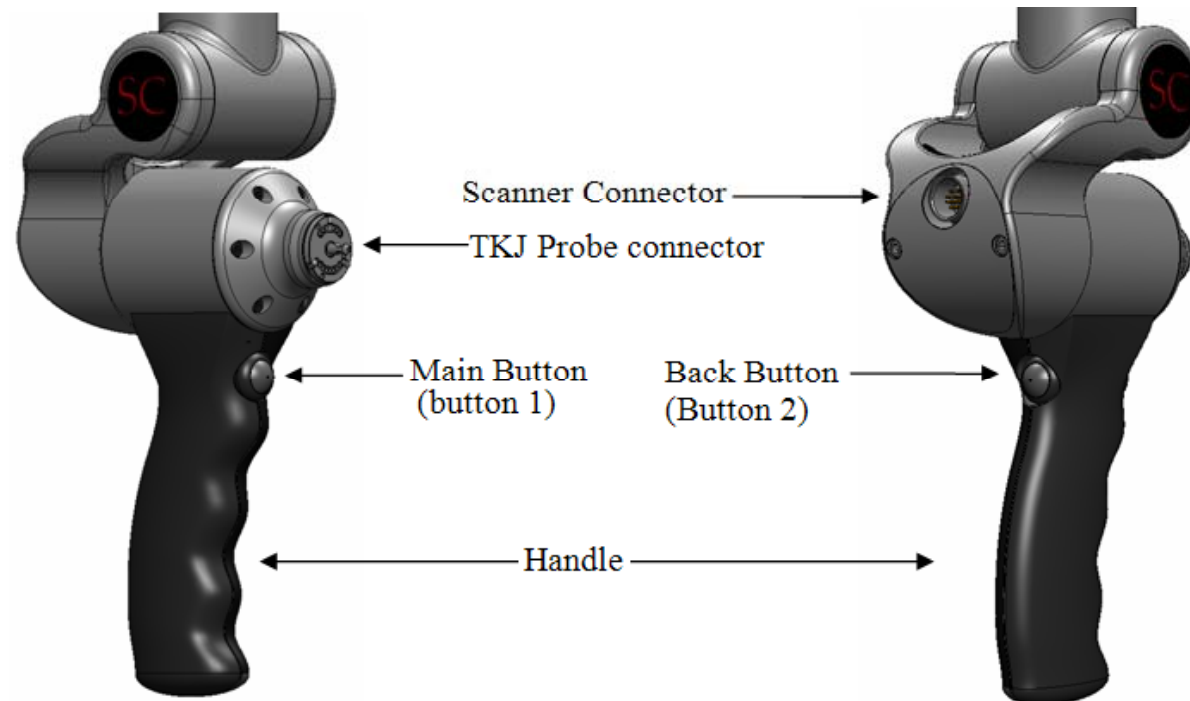 SC
SC
Scanner Connector
TKJ Probe connector
Main Button
(button 1)
Back Button
(Button 2)
Handle